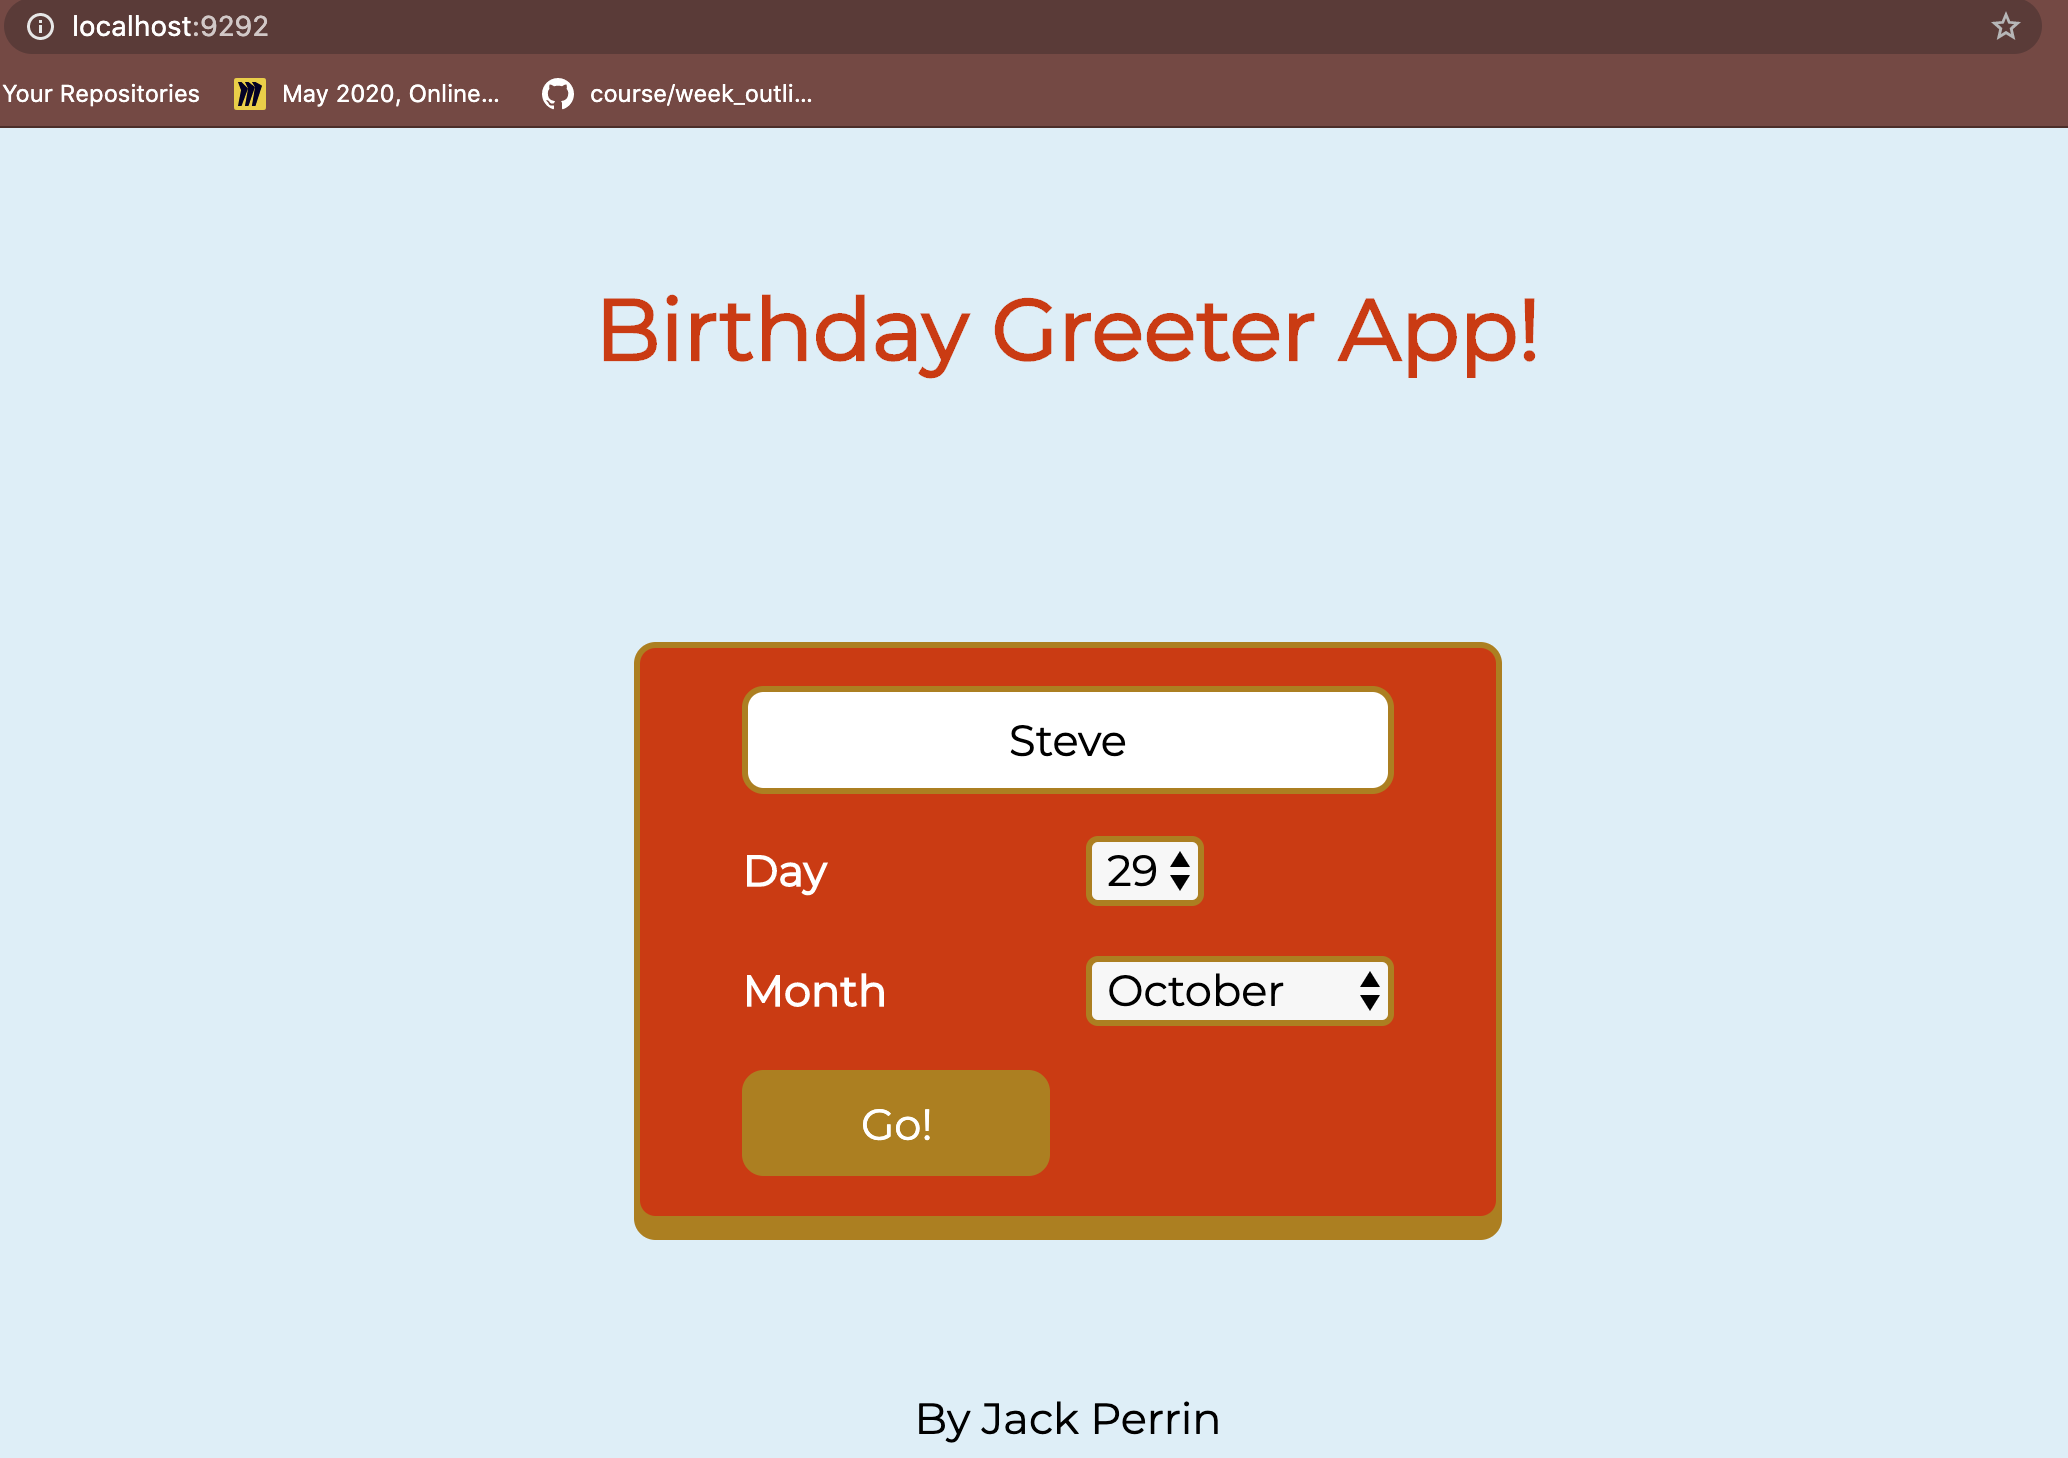 localhost:9292
Your Repositories May 2020, Online... course/week_outli...
Birthday Greeter App!
Steve
Day 29
Month October
Go!
By Jack Perrin